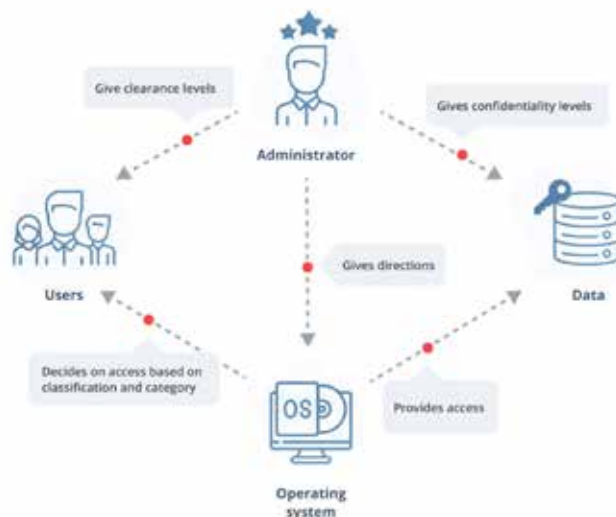 Give clearance levels
Gives confidentiality levels
Administrator
Users
Gives directions
Data
Decides on access based on
classification and category
OS
Provides access
Operating
system